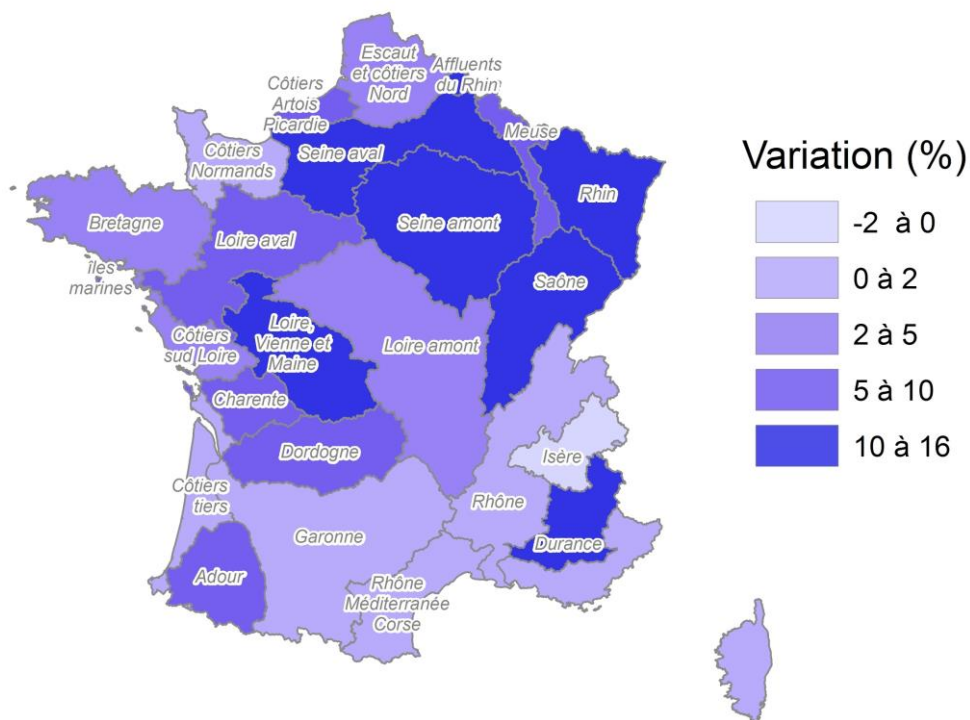 Escaut
et côtiers
Nord
Affluents
du Rhin
Côtiers
Artois
Picardie
Meuse
Côtiers
Normands
Seine aval
Rhin
Seine amont
Bretagne
Loire aval
Saône
îles
marines
Loire,
Vienne et
Maine
Côtiers
sud Loire
Loire amont
Charente
Dordogne
Isère
Côtiers
tiers
Rhône
Garonne
Durance
Adour
Rhône
Méditerranée
Corse
Variation (%)
-2 à 0
0 à 2
2 à 5
5 à 10
10 à 16